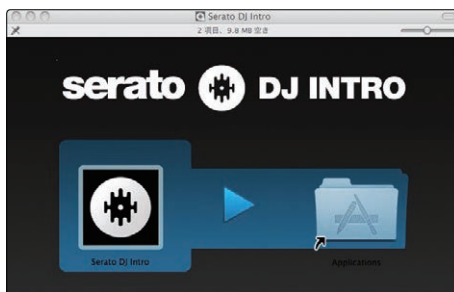 Serato DJ Intro
2 項目、9.8 MB 空き
serato DJ INTRO
Serato DJ Intro
Applications